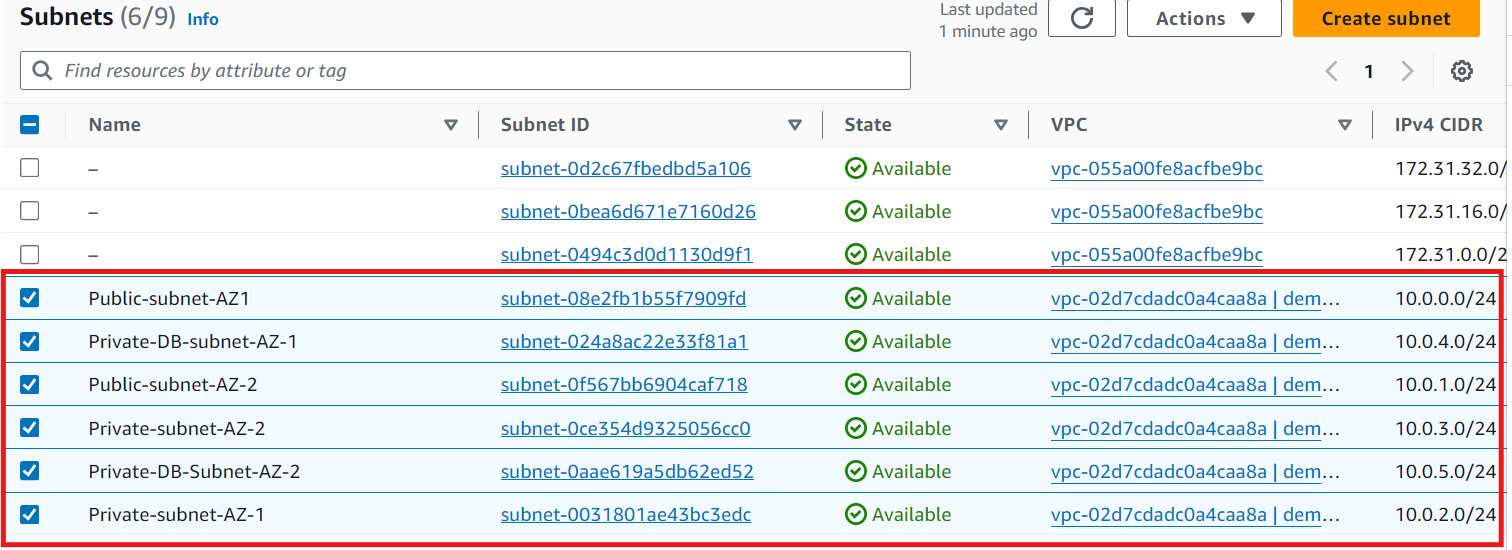 Subnets (6/9) Info
Last updated
1 minute ago
Actions
Create subnet
Find resources by attribute or tag
1
Name Subnet ID State VPC IPv4 CIDR
– subnet-0d2c67fbedbd5a106 Available vpc-055a00fe8acfbe9bc 172.31.32.0/
– subnet-0bea6d671e7160d26 Available vpc-055a00fe8acfbe9bc 172.31.16.0/
– subnet-0494c3d0d1130d9f1 Available vpc-055a00fe8acfbe9bc 172.31.0.0/2
Public-subnet-AZ1 subnet-08e2fb1b55f7909fd Available vpc-02d7cdadc0a4caa8a | dem… 10.0.0.0/24
Private-DB-subnet-AZ-1 subnet-024a8ac22e33f81a1 Available vpc-02d7cdadc0a4caa8a | dem… 10.0.4.0/24
Public-subnet-AZ-2 subnet-0f567bb6904caf718 Available vpc-02d7cdadc0a4caa8a | dem… 10.0.1.0/24
Private-subnet-AZ-2 subnet-0ce354d9325056cc0 Available vpc-02d7cdadc0a4caa8a | dem… 10.0.3.0/24
Private-DB-Subnet-AZ-2 subnet-0aae619a5db62ed52 Available vpc-02d7cdadc0a4caa8a | dem… 10.0.5.0/24
Private-subnet-AZ-1 subnet-0031801ae43bc3edc Available vpc-02d7cdadc0a4caa8a | dem… 10.0.2.0/24